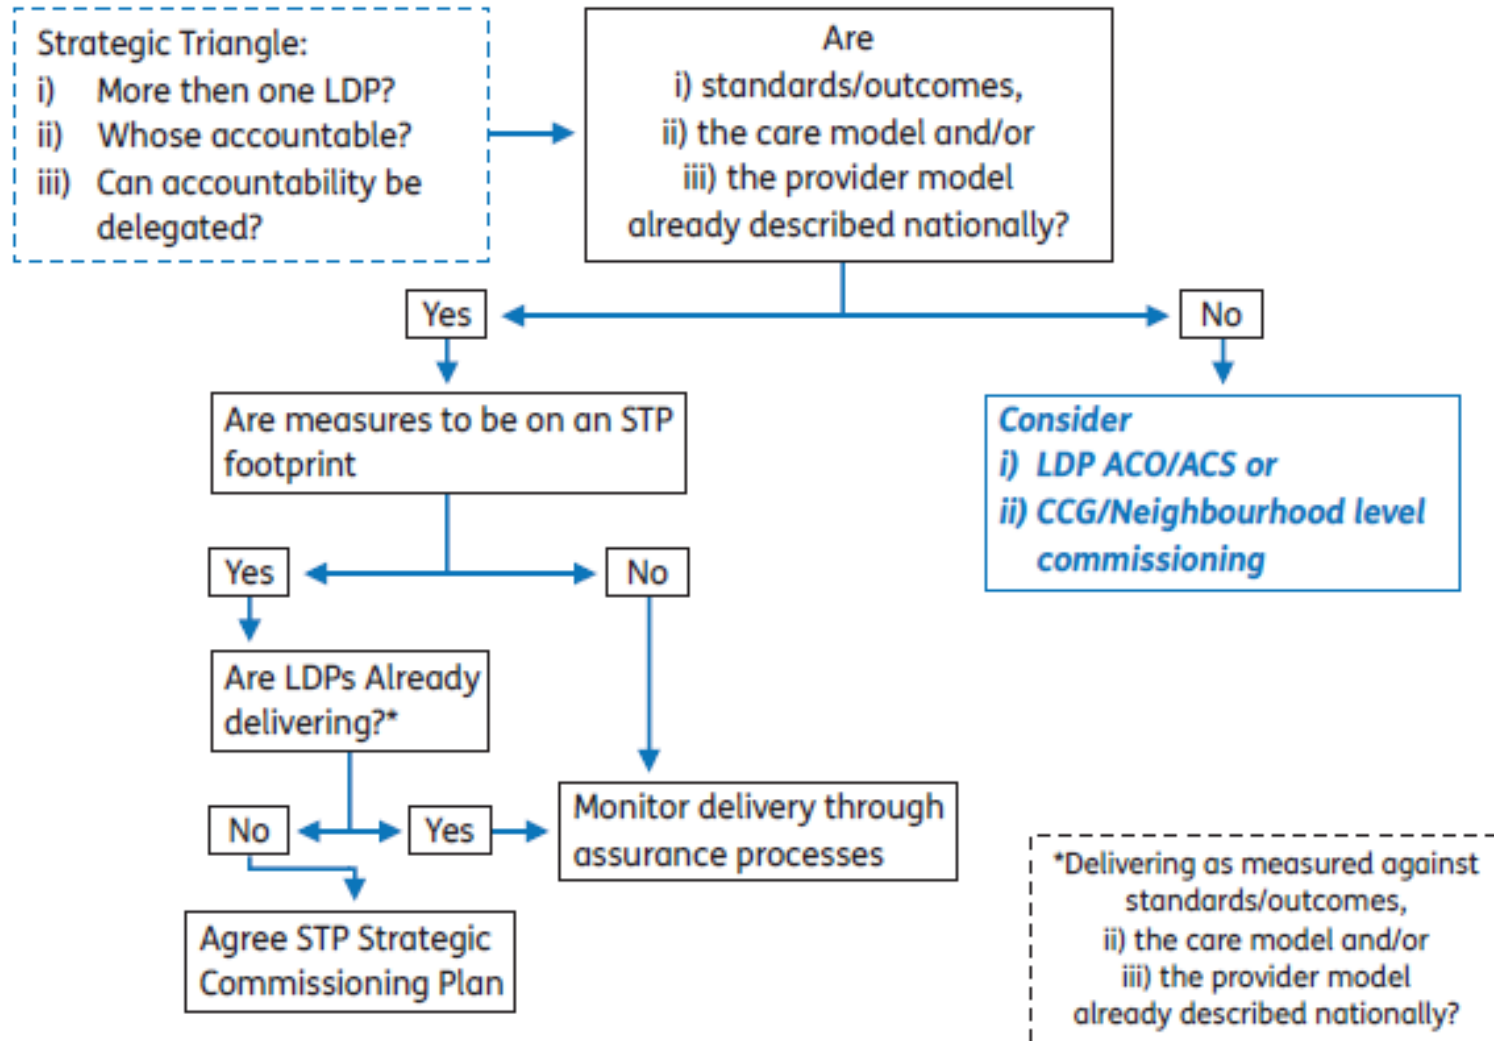 Strategic Triangle:
i) More then one LDP?
ii) Whose accountable?
iii) Can accountability be
delegated?
Are
i) standards/outcomes,
ii) the care model and/or
iii) the provider model
already described nationally?
Yes
No
Are measures to be on an STP
footprint
Consider
i) LDP ACO/ACS or
ii) CCG/Neighbourhood level
commissioning
Yes
No
Are LDPs Already
delivering?*
No
Yes
Monitor delivery through
assurance processes
Agree STP Strategic
Commissioning Plan
*Delivering as measured against
standards/outcomes,
ii) the care model and/or
iii) the provider model
already described nationally?